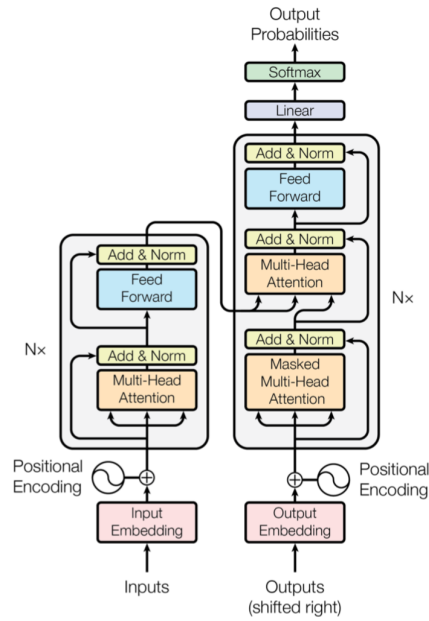 Output
Probabilities
Softmax
Linear
Add & Norm
Feed
Forward
Add & Norm
Multi-Head
Attention
N×
Add & Norm
Masked
Multi-Head
Attention
Positional
Encoding
Output
Embedding
Outputs
(shifted right)
Add & Norm
Feed
Forward
N×
Add & Norm
Multi-Head
Attention
Positional
Encoding
Input
Embedding
Inputs